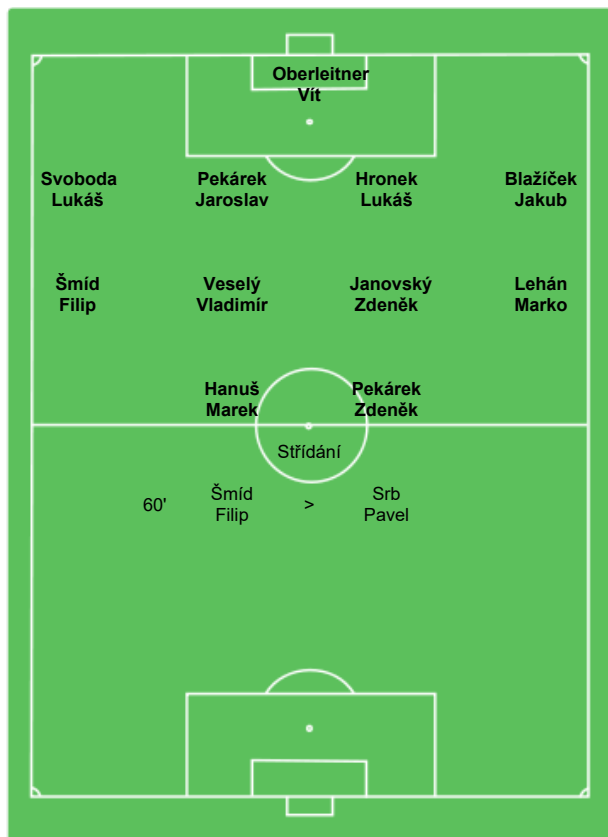 Oberleitner
Vít
Svoboda Pekárek Hronek Blažíček
Lukáš Jaroslav Lukáš Jakub
Šmíd Veselý Janovský Lehán
Filip Vladimír Zdeněk Marko
Hanuš Pekárek
Marek Zdeněk
Střídání
60' Šmíd > Srb
Filip Pavel